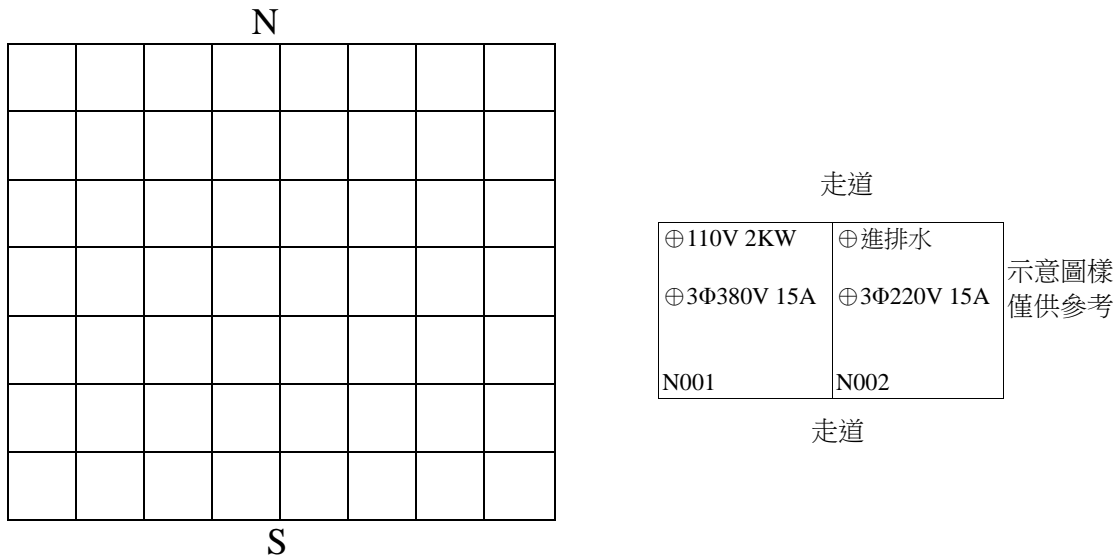 N
S
走道
⊕110V 2KW
⊕進排水
⊕3Φ380V 15A
⊕3Φ220V 15A
N001
N002
走道
示意圖樣
僅供參考